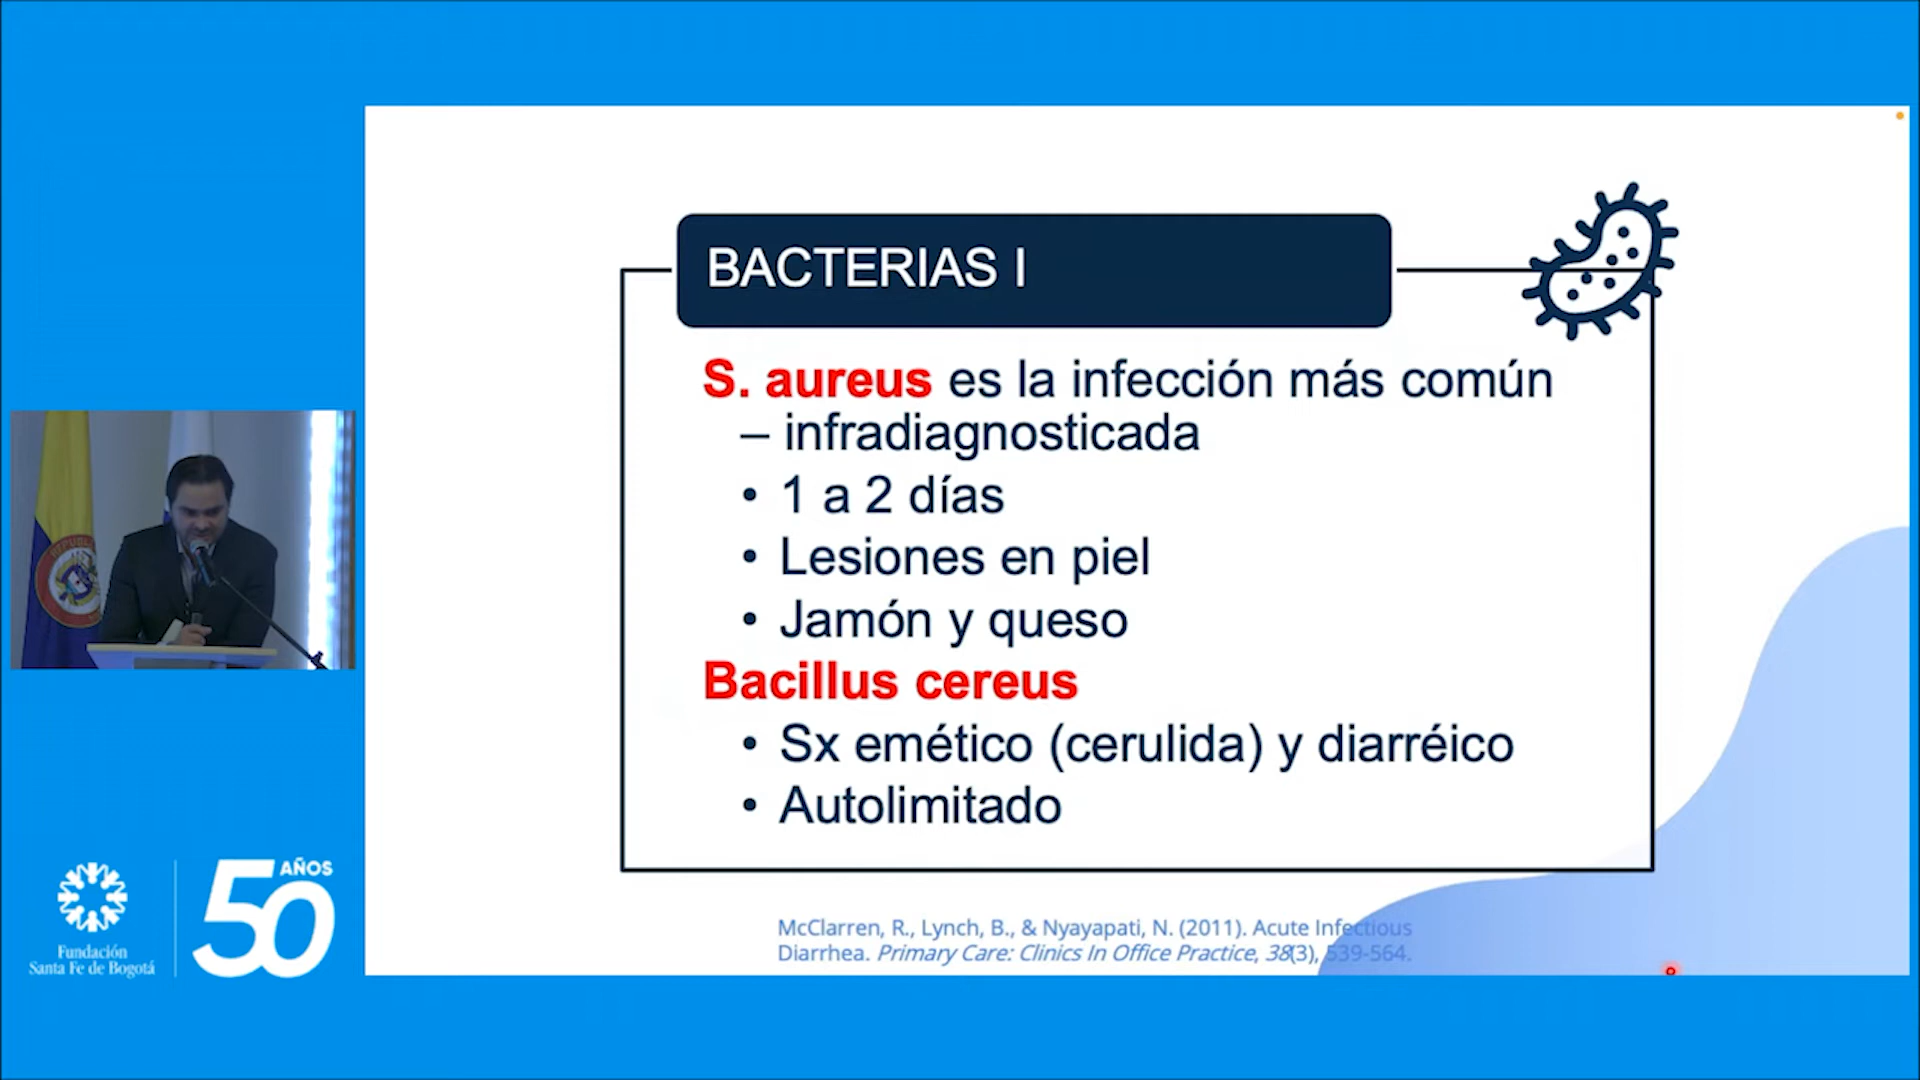 BACTERIAS I
S. aureus es la infección más común
– infradiagnosticada
• 1 a 2 días
• Lesiones en piel
• Jamón y queso
Bacillus cereus
• Sx emético (cerulida) y diarréico
• Autolimitado
McClarren, R., Lynch, B., & Nyayapati, N. (2011). Acute Infectious
Diarrhea. Primary Care: Clinics In Office Practice, 38(3), 539-564.
Fundación
Santa Fe de Bogotá
50 AÑOS